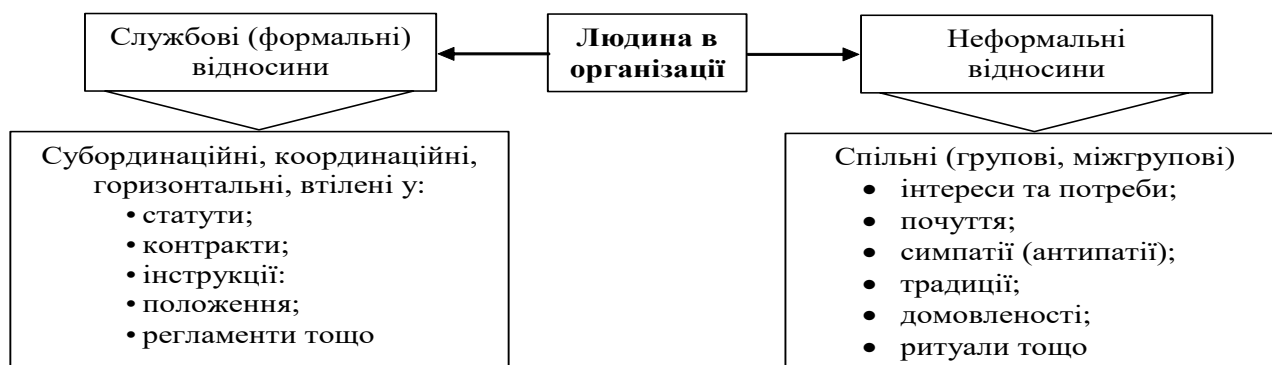 Службові (формальні)
відносини
Людина в
організації
Неформальні
відносини
Субординаційні, координаційні,
горизонтальні, втілені у:
• статути;
• контракти;
• інструкції:
• положення;
• регламенти тощо
Спільні (групові, міжгрупові)
• інтереси та потреби;
• почуття;
• симпатії (антипатії);
• традиції;
• домовленості;
• ритуали тощо